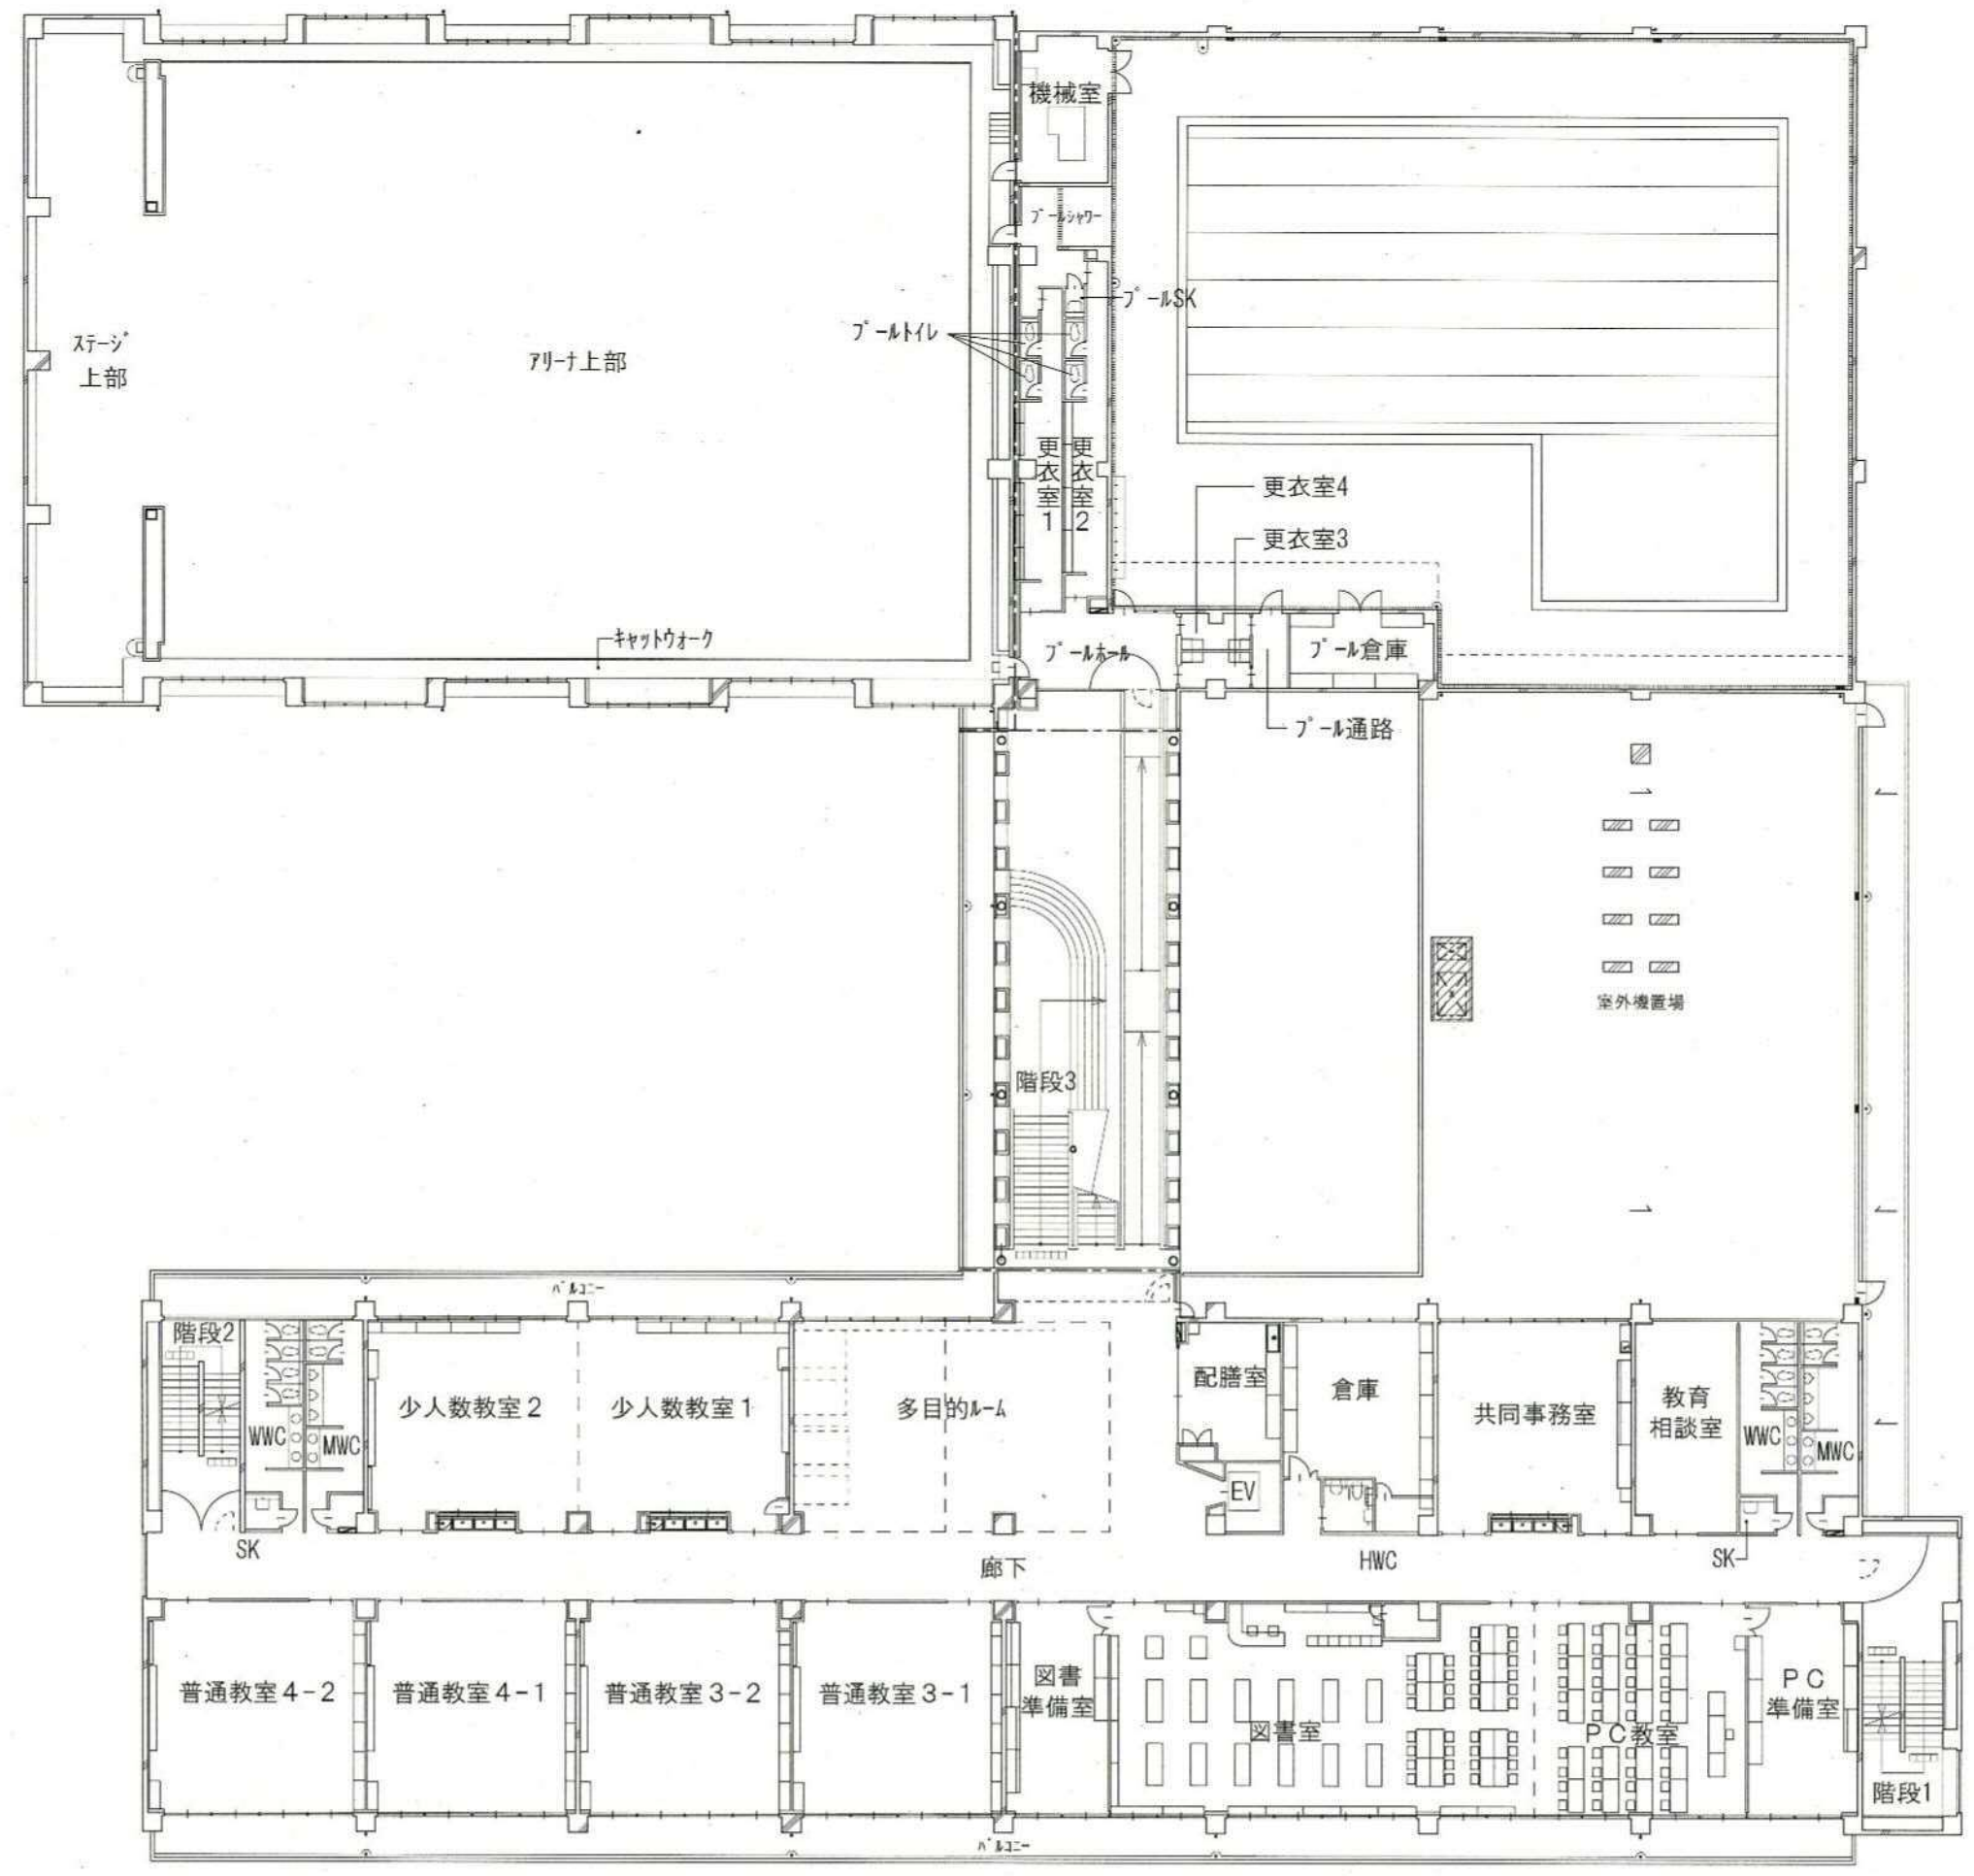 機械室
プールシャワー
プールSK
プールトイレ
ステージ
上部
アリーナ上部
更衣室1
更衣室2
更衣室4
更衣室3
キャットウォーク
プールホール
プール倉庫
プール通路
室外機置場
階段3
バルコニー
階段2
WWC
MWC
SK
少人数教室2
少人数教室1
多目的ルーム
配膳室
EV
倉庫
共同事務室
教育
相談室
WWC
MWC
廊下
HWC
SK
普通教室4-2
普通教室4-1
普通教室3-2
普通教室3-1
図書
準備室
図書室
PC教室
PC
準備室
階段1
バルコニー